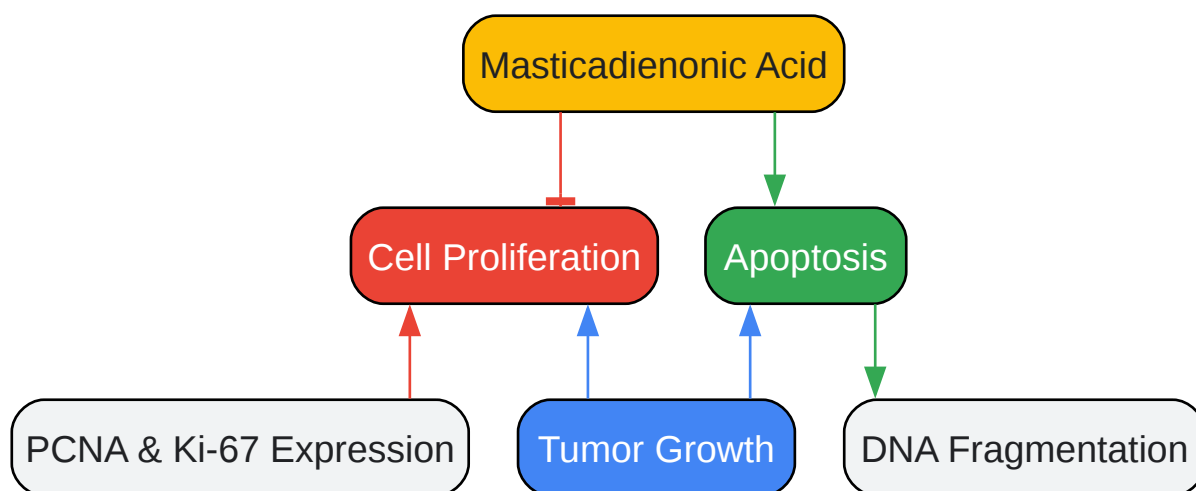 Masticadienonic Acid
Cell Proliferation
Apoptosis
PCNA & Ki-67 Expression
Tumor Growth
DNA Fragmentation